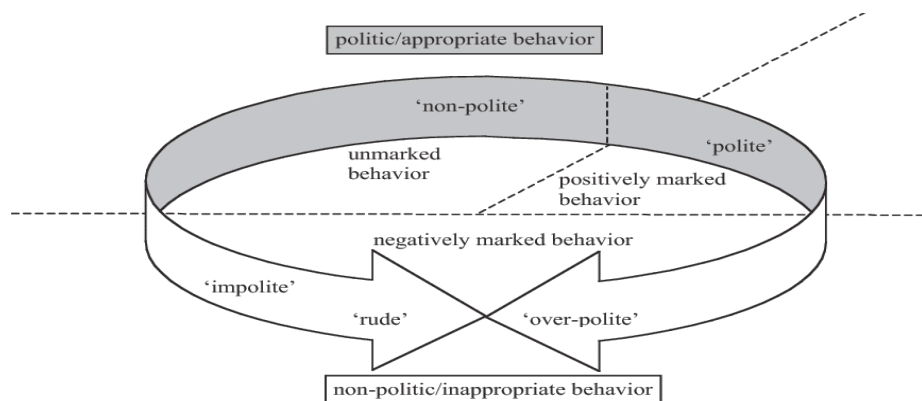 politic/appropriate behavior
‘non-polite’
‘polite’
unmarked
behavior
positively marked
behavior
negatively marked behavior
‘impolite’
‘rude’
‘over-polite’
non-politic/inappropriate behavior